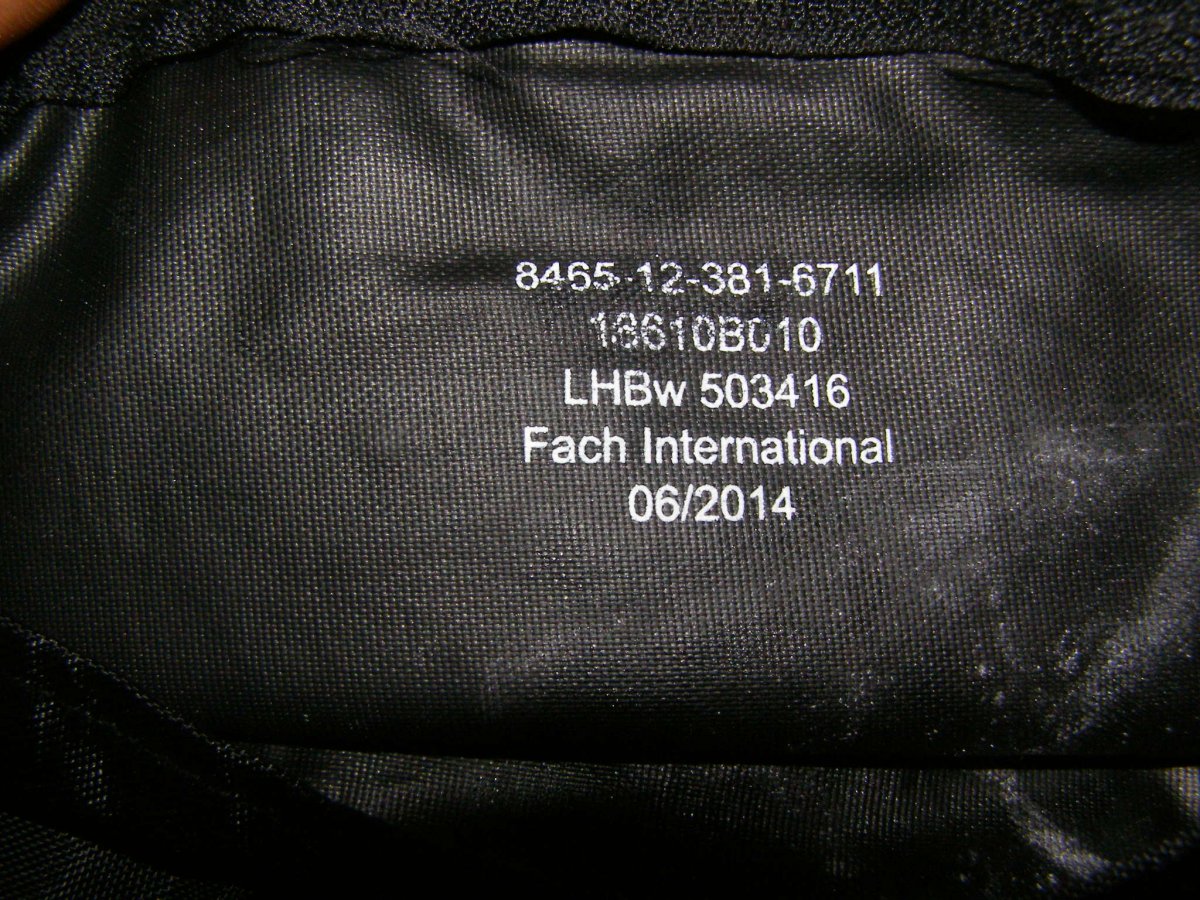 8465-12-381-6711
18610B010
LHBw 503416
Fach International
06/2014